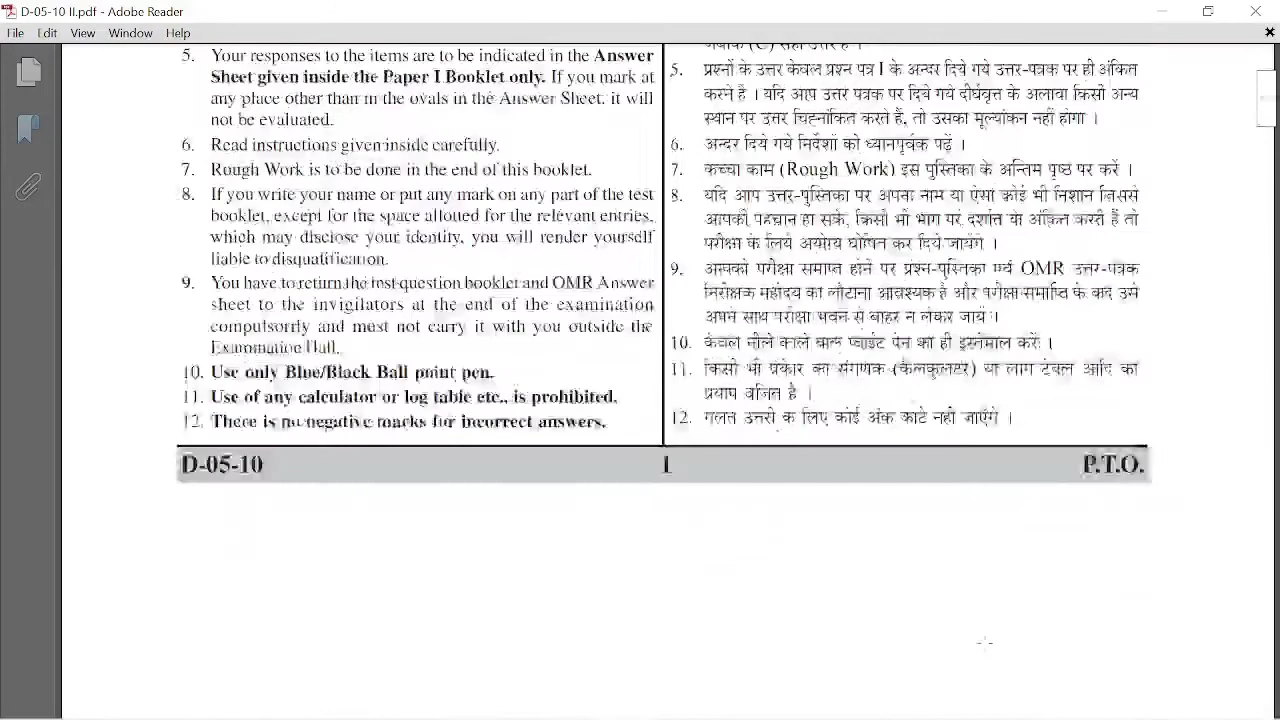 D-05-10 II.pdf - Adobe Reader
File Edit View Window Help
5. Your responses to the items are to be indicated in the Answer
Sheet given inside the Paper I Booklet only. If you mark at
any place other than in the ovals in the Answer Sheet, it will
not be evaluated.
6. Read instructions given inside carefully.
7. Rough Work is to be done in the end of this booklet.
8. If you write your name or put any mark on any part of the test
booklet, except for the space allotted for the relevant entries,
which may disclose your identity, you will render yourself
liable to disqualification.
9. You have to return the test question booklet and OMR Answer
sheet to the invigilators at the end of the examination
compulsorily and must not carry it with you outside the
Examination Hall.
10. Use only Blue/Black Ball point pen.
11. Use of any calculator or log table etc., is prohibited.
12. There is no negative marks for incorrect answers.
(C) सही उत्तर है ।
5. प्रश्नों के उत्तर केवल प्रश्न पत्र I के अन्दर दिये गये उत्तर-पत्रक पर ही अंकित
करने हैं । यदि आप उत्तर पत्रक पर दिये गये दीर्घवृत्त के अलावा किसी अन्य
स्थान पर उत्तर चिह्नांकित करते हैं, तो उसका मूल्यांकन नहीं होगा ।
6. अन्दर दिये गये निर्देशों को ध्यानपूर्वक पढ़ें ।
7. कच्चा काम (Rough Work) इस पुस्तिका के अन्तिम पृष्ठ पर करें ।
8. यदि आप उत्तर-पुस्तिका पर अपना नाम या ऐसा कोई भी निशान जिससे
आपकी पहचान हो सके, किसी भी भाग पर दर्शाते या अंकित करते हैं तो
परीक्षा के लिये अयोग्य घोषित कर दिये जायेंगे ।
9. आपको परीक्षा समाप्त होने पर प्रश्न-पुस्तिका एवं OMR उत्तर-पत्रक
निरीक्षक महोदय को लौटाना आवश्यक है और परीक्षा समाप्ति के बाद उसे
अपने साथ परीक्षा भवन से बाहर न लेकर जायें ।
10. केवल नीले/काले बाल प्वाईंट पेन का ही इस्तेमाल करें ।
11. किसी भी प्रकार का संगणक (कैलकुलेटर) या लाग टेबल आदि का
प्रयोग वर्जित है ।
12. गलत उत्तरों के लिए कोई अंक काटे नहीं जाएँगे ।
D-05-10 1 P.T.O.